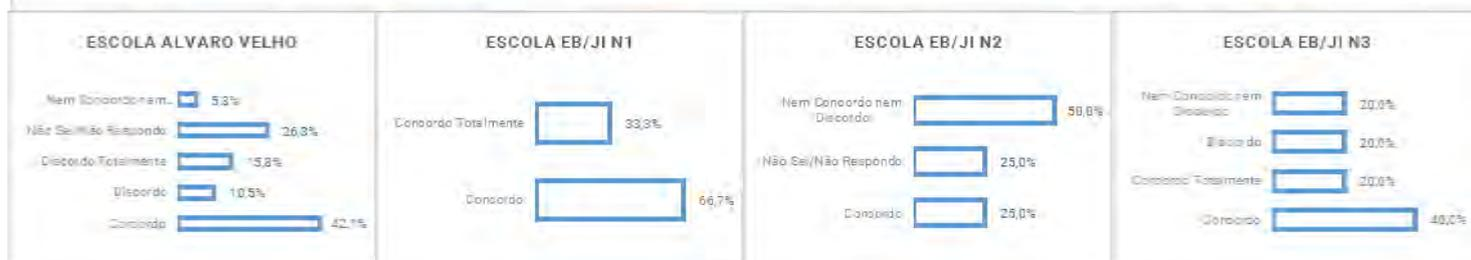 ESCOLA ALVARO VELHO
Nem Concordo nem...
5,3%
Não Sei/Não Respondo
26,3%
Discordo Totalmente
15,8%
Discordo
10,5%
Concordo
42,1%
ESCOLA EB/JI N1
Concordo Totalmente
33,3%
Concordo
66,7%
ESCOLA EB/JI N2
Nem Concordo nem
Discordo
50,0%
Não Sei/Não Respondo
25,0%
Concordo
25,0%
ESCOLA EB/JI N3
Nem Concordo nem
Discordo
20,0%
Discordo
20,0%
Concordo Totalmente
20,0%
Concordo
40,0%